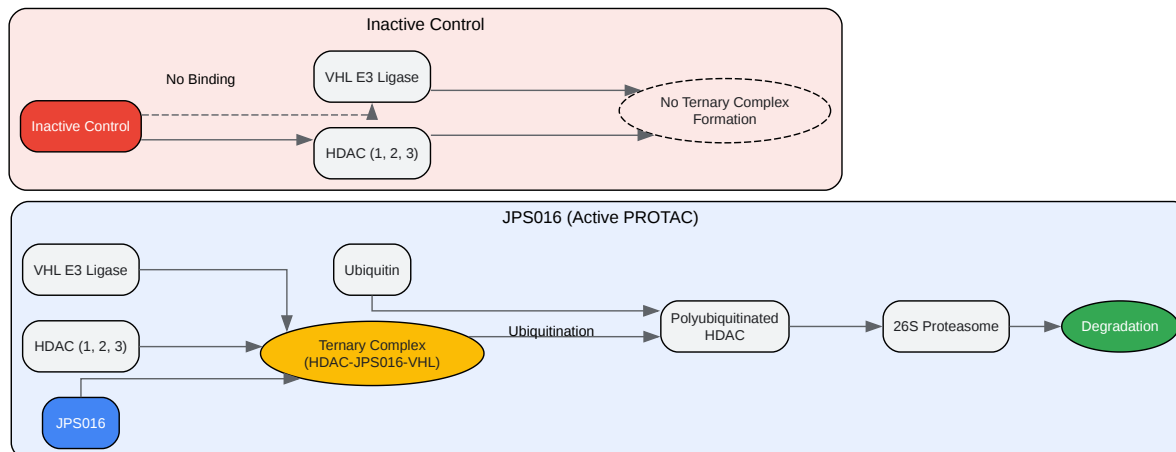 Inactive Control
No Binding
VHL E3 Ligase
Inactive Control
No Ternary Complex
Formation
HDAC (1, 2, 3)
JPS016 (Active PROTAC)
VHL E3 Ligase
Ubiquitin
HDAC (1, 2, 3)
Ternary Complex
(HDAC-JPS016-VHL)
Ubiquitination
Polyubiquitinated
HDAC
26S Proteasome
Degradation
JPS016